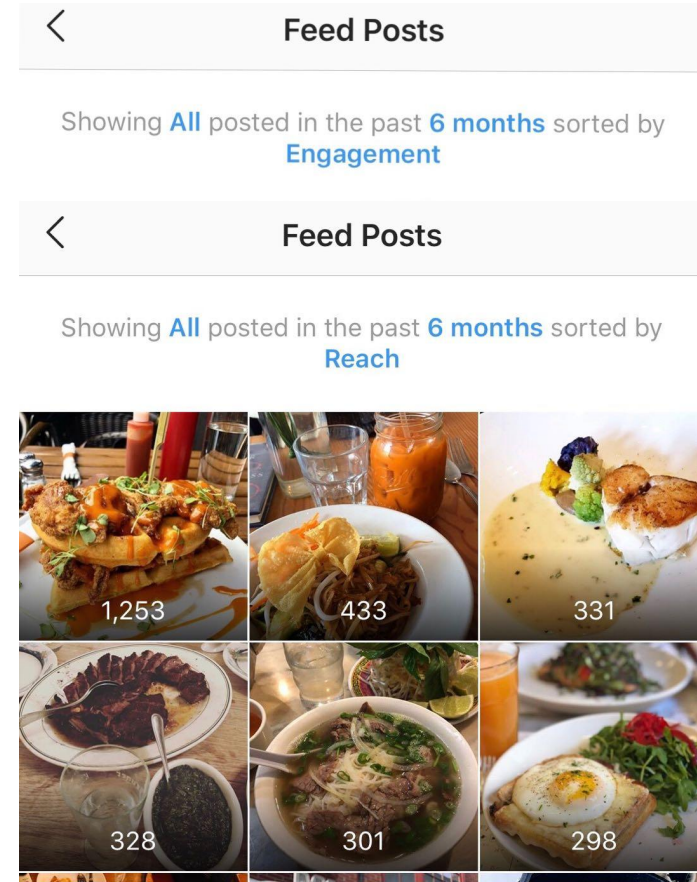 Feed Posts
Showing All posted in the past 6 months sorted by
Engagement
Feed Posts
Showing All posted in the past 6 months sorted by
Reach
1,253
433
331
328
301
298